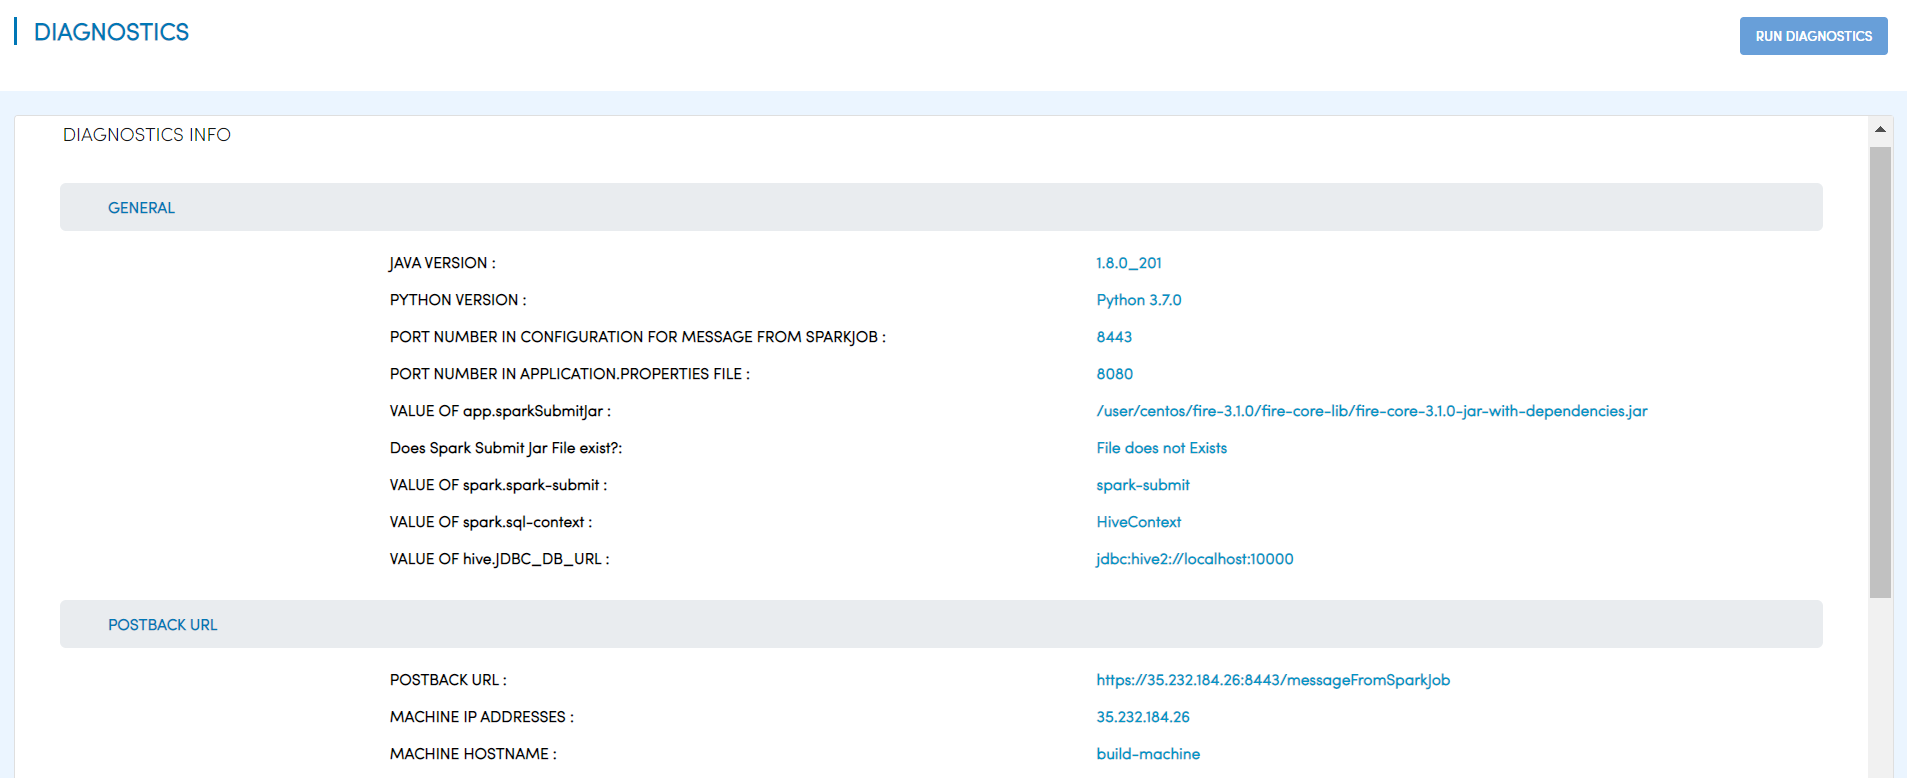 DIAGNOSTICS
RUN DIAGNOSTICS
DIAGNOSTICS INFO
GENERAL
JAVA VERSION : 1.8.0_201
PYTHON VERSION : Python 3.7.0
PORT NUMBER IN CONFIGURATION FOR MESSAGE FROM SPARKJOB : 8443
PORT NUMBER IN APPLICATION.PROPERTIES FILE : 8080
VALUE OF app.sparkSubmitJar : /user/centos/fire-3.1.0/fire-core-lib/fire-core-3.1.0-jar-with-dependencies.jar
Does Spark Submit Jar File exist?: File does not Exists
VALUE OF spark.spark-submit : spark-submit
VALUE OF spark.sql-context : HiveContext
VALUE OF hive.JDBC_DB_URL : jdbc:hive2://localhost:10000
POSTBACK URL
POSTBACK URL : https://35.232.184.26:8443/messageFromSparkJob
MACHINE IP ADDRESSES : 35.232.184.26
MACHINE HOSTNAME : build-machine